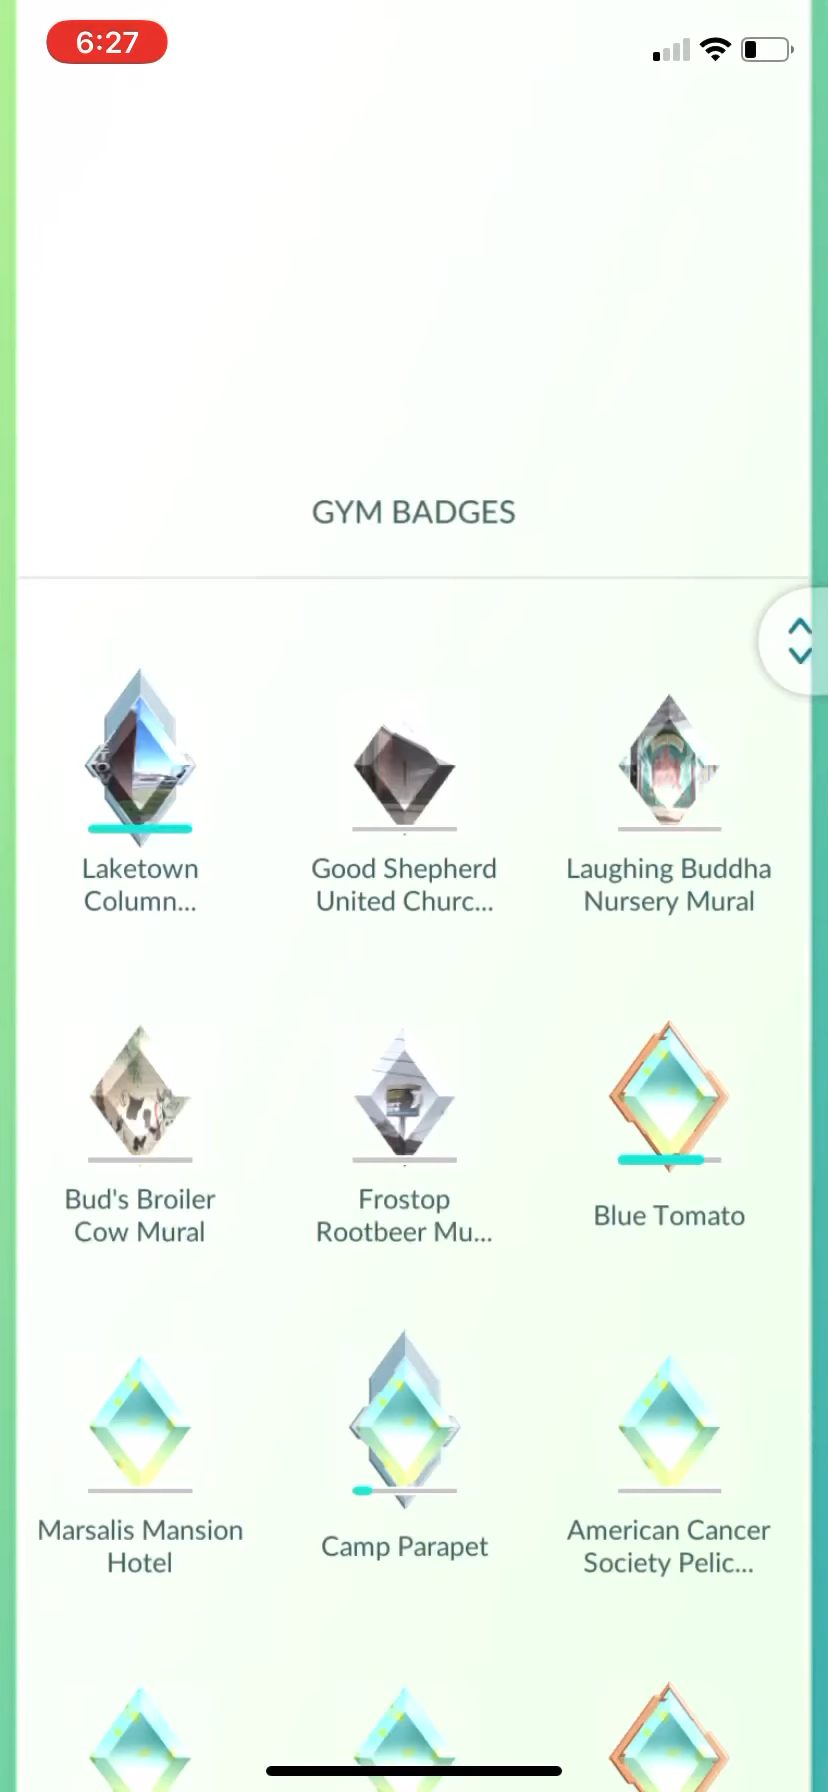 6:27
GYM BADGES
Laketown
Column...
Good Shepherd
United Churc...
Laughing Buddha
Nursery Mural
Bud's Broiler
Cow Mural
Frostop
Rootbeer Mu...
Blue Tomato
Marsalis Mansion
Hotel
Camp Parapet
American Cancer
Society Pelic...